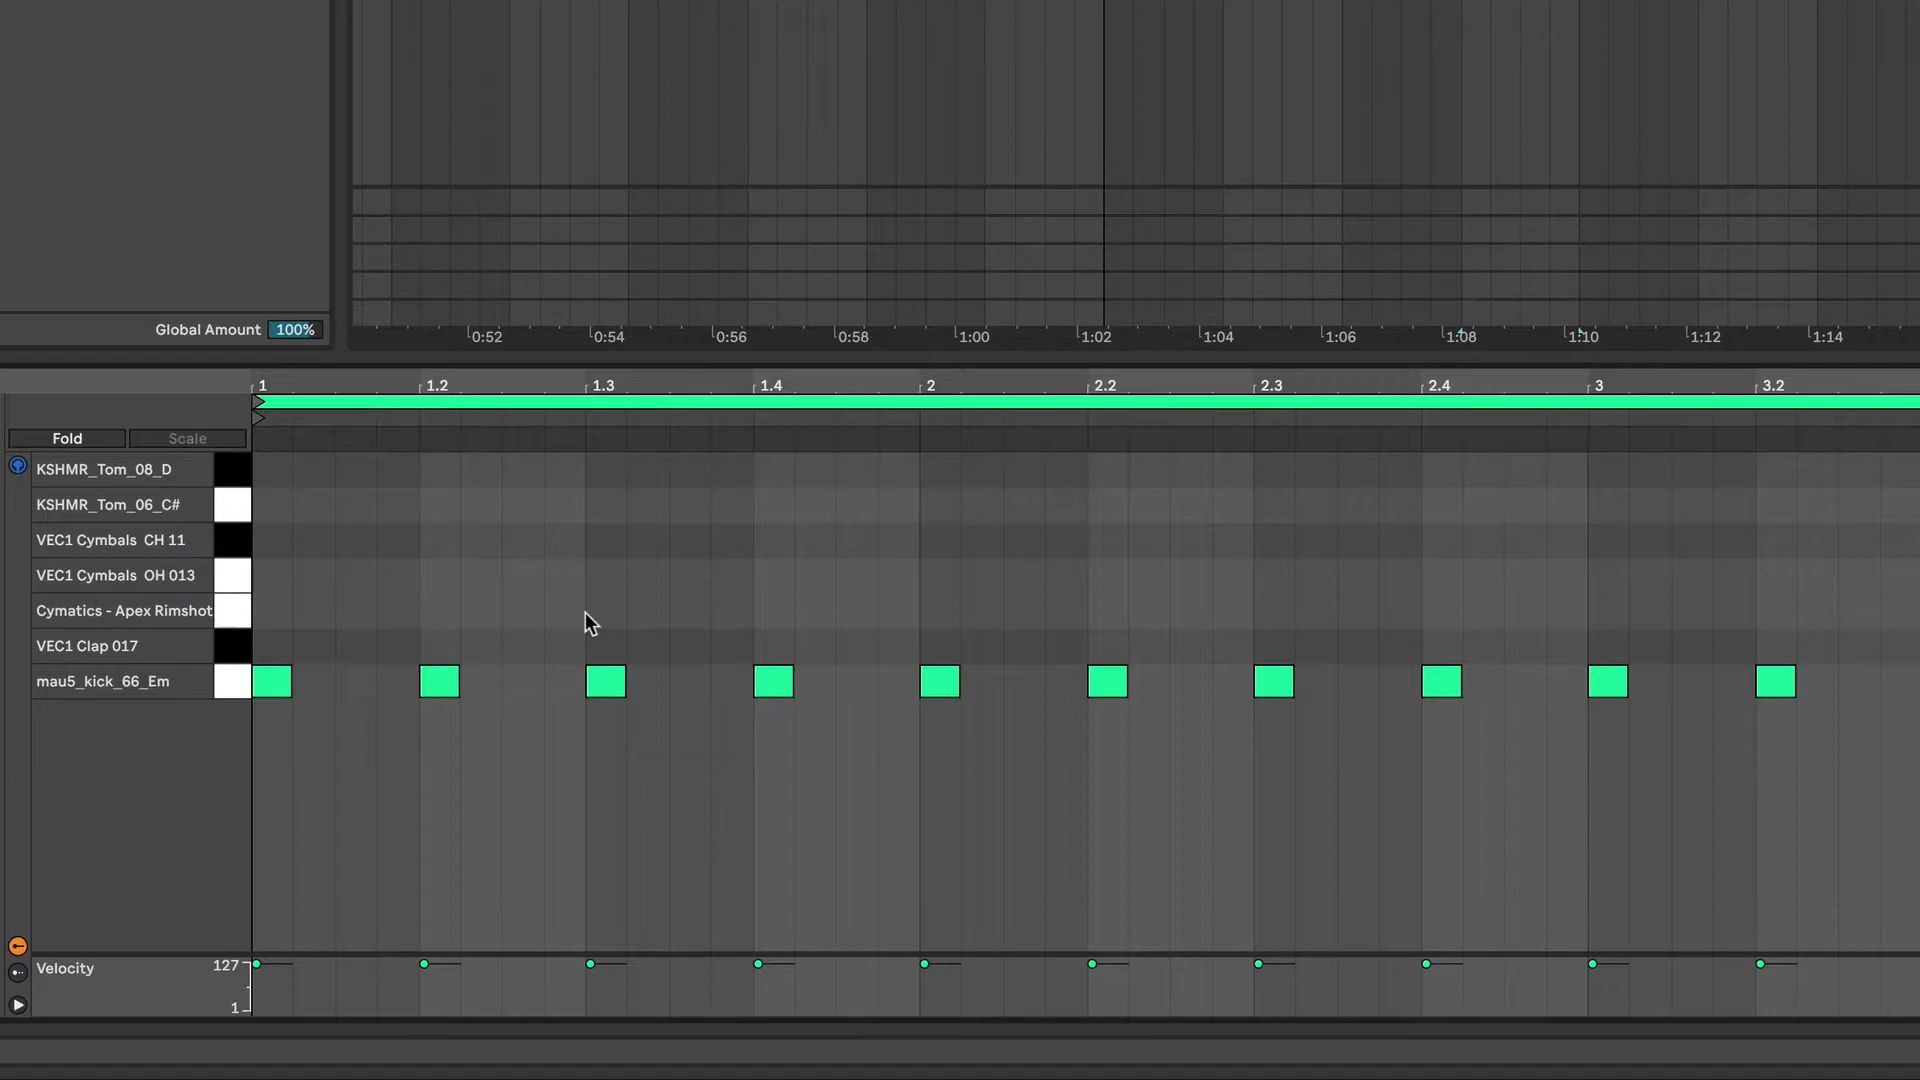 Global Amount 100%
0:52 0:54 0:56 0:58 1:00 1:02 1:04 1:06 1:08 1:10 1:12 1:14
1 1.2 1.3 1.4 2 2.2 2.3 2.4 3 3.2
Fold Scale
KSHMR_Tom_08_D
KSHMR_Tom_06_C#
VEC1 Cymbals  CH 11
VEC1 Cymbals  OH 013
Cymatics - Apex Rimshot
VEC1 Clap 017
mau5_kick_66_Em
Velocity 127
1